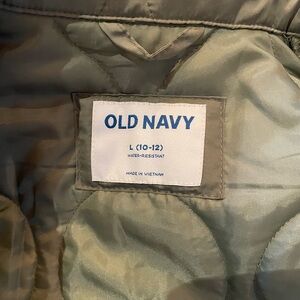 OLD NAVY
L (10-12)
WATER-RESISTANT
MADE IN VIETNAM